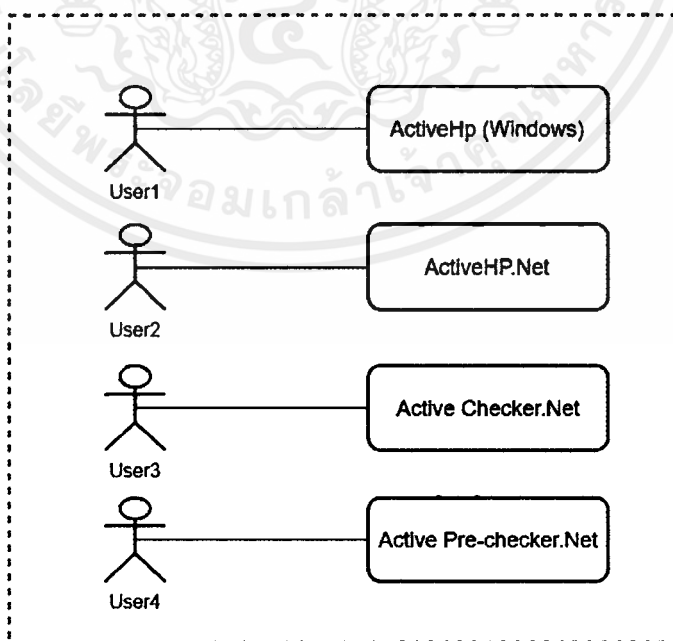 ActiveHp (Windows)
User1
ActiveHP.Net
User2
Active Checker.Net
User3
Active Pre-checker.Net
User4